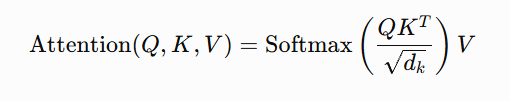 Attention(Q, K, V) = Softmax(QK^T / √d_k)V